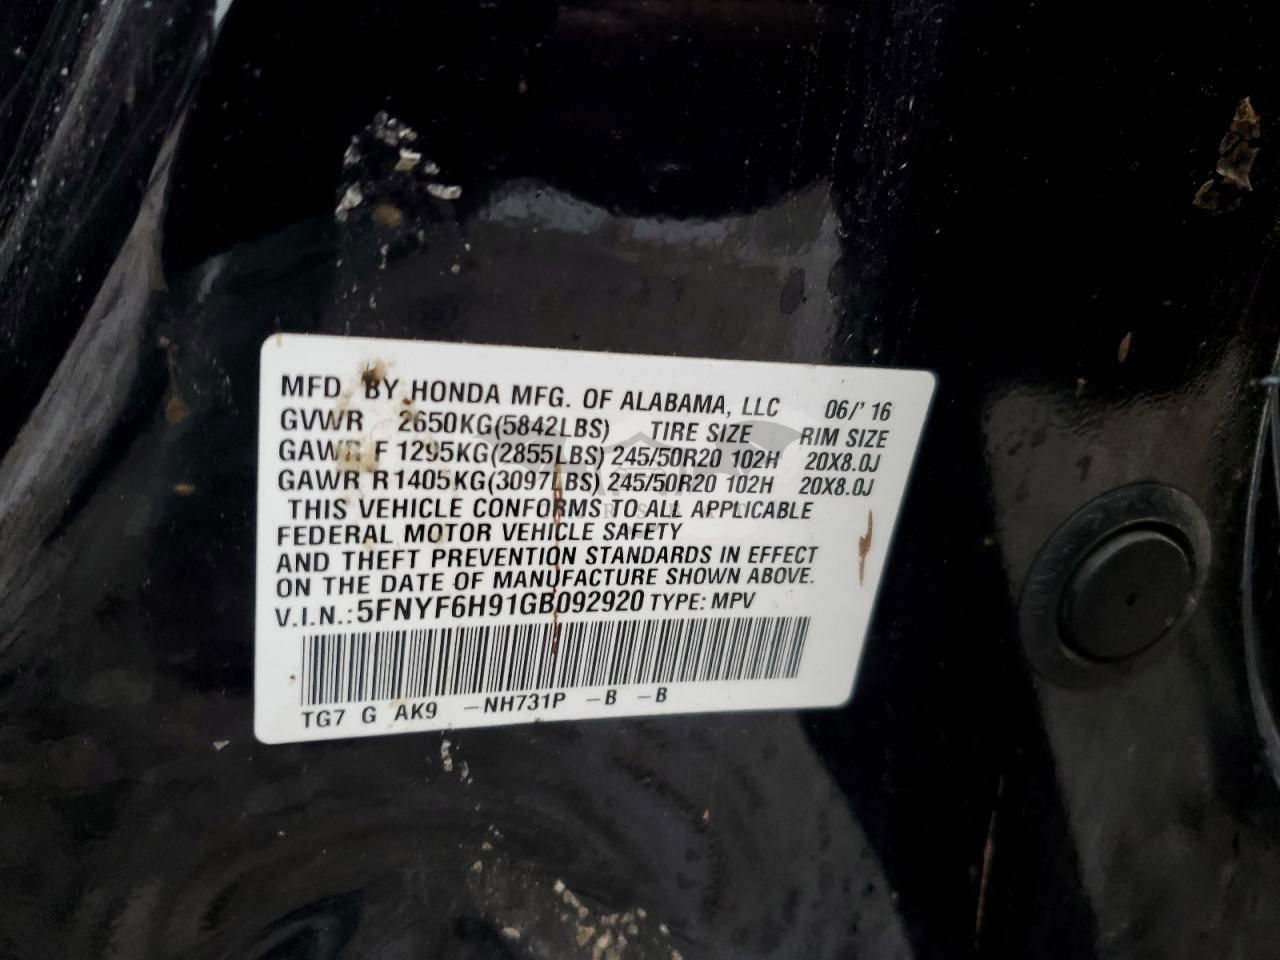 MFD BY HONDA MFG. OF ALABAMA, LLC 06/'16
GVWR 2650KG(5842LBS) TIRE SIZE RIM SIZE
GAWR F 1295KG(2855LBS) 245/50R20 102H 20X8.0J
GAWR R1405KG(3097LBS) 245/50R20 102H 20X8.0J
THIS VEHICLE CONFORMS TO ALL APPLICABLE
FEDERAL MOTOR VEHICLE SAFETY
AND THEFT PREVENTION STANDARDS IN EFFECT
ON THE DATE OF MANUFACTURE SHOWN ABOVE.
V.I.N.: 5FNYF6H91GB092920 TYPE: MPV
TG7 G AK9 -NH731P -B -B